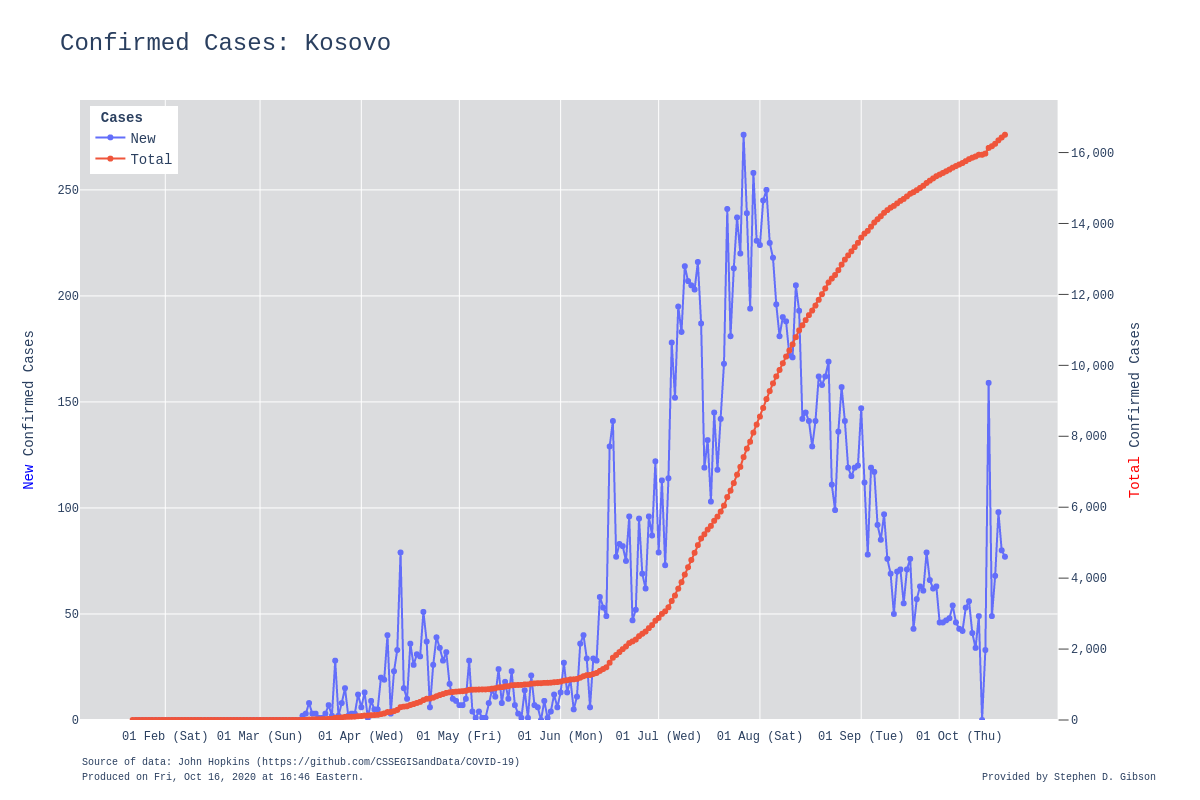 Confirmed Cases: Kosovo
Cases
New
Total
250
200
150
100
50
0
16,000
14,000
12,000
10,000
8,000
6,000
4,000
2,000
0
New Confirmed Cases
Total Confirmed Cases
01 Feb (Sat) 01 Mar (Sun) 01 Apr (Wed) 01 May (Fri) 01 Jun (Mon) 01 Jul (Wed) 01 Aug (Sat) 01 Sep (Tue) 01 Oct (Thu)
Source of data: John Hopkins (https://github.com/CSSEGISandData/COVID-19)
Produced on Fri, Oct 16, 2020 at 16:46 Eastern.
Provided by Stephen D. Gibson